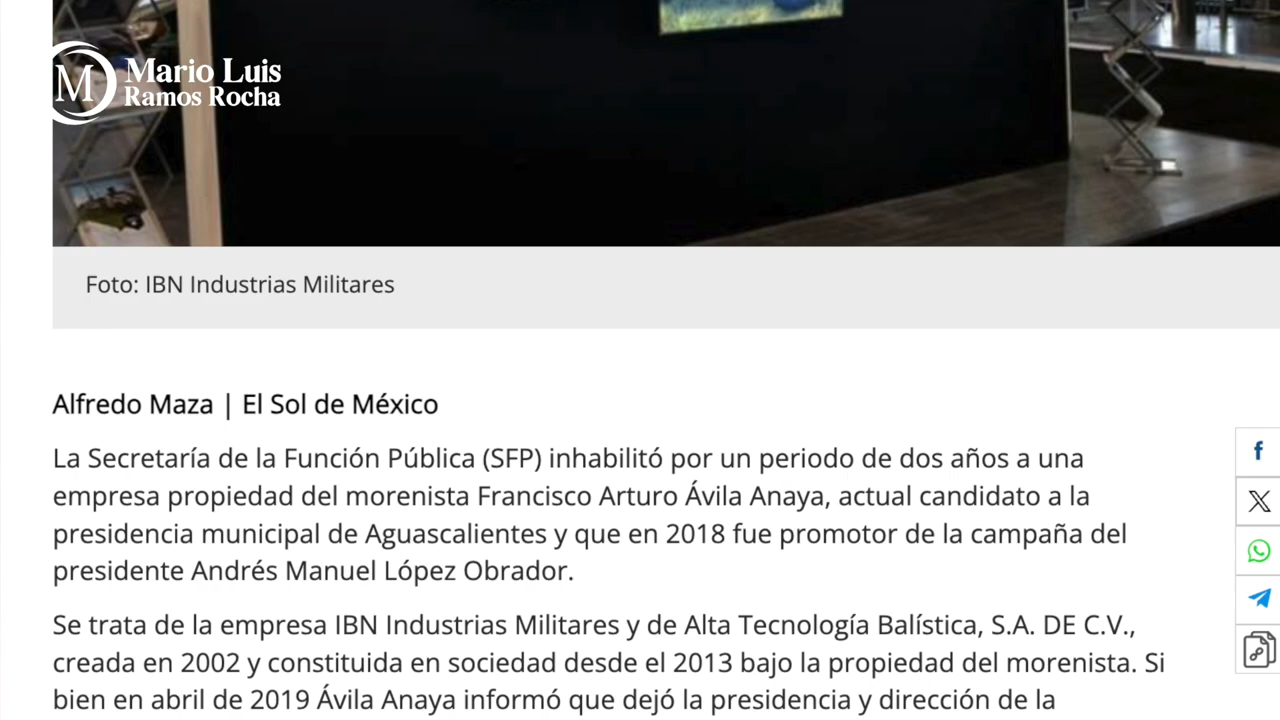 M
Mario Luis
Ramos Rocha
Foto: IBN Industrias Militares
Alfredo Maza | El Sol de México
La Secretaría de la Función Pública (SFP) inhabilitó por un periodo de dos años a una
empresa propiedad del morenista Francisco Arturo Ávila Anaya, actual candidato a la
presidencia municipal de Aguascalientes y que en 2018 fue promotor de la campaña del
presidente Andrés Manuel López Obrador.
Se trata de la empresa IBN Industrias Militares y de Alta Tecnología Balística, S.A. DE C.V.,
creada en 2002 y constituida en sociedad desde el 2013 bajo la propiedad del morenista. Si
bien en abril de 2019 Ávila Anaya informó que dejó la presidencia y dirección de la